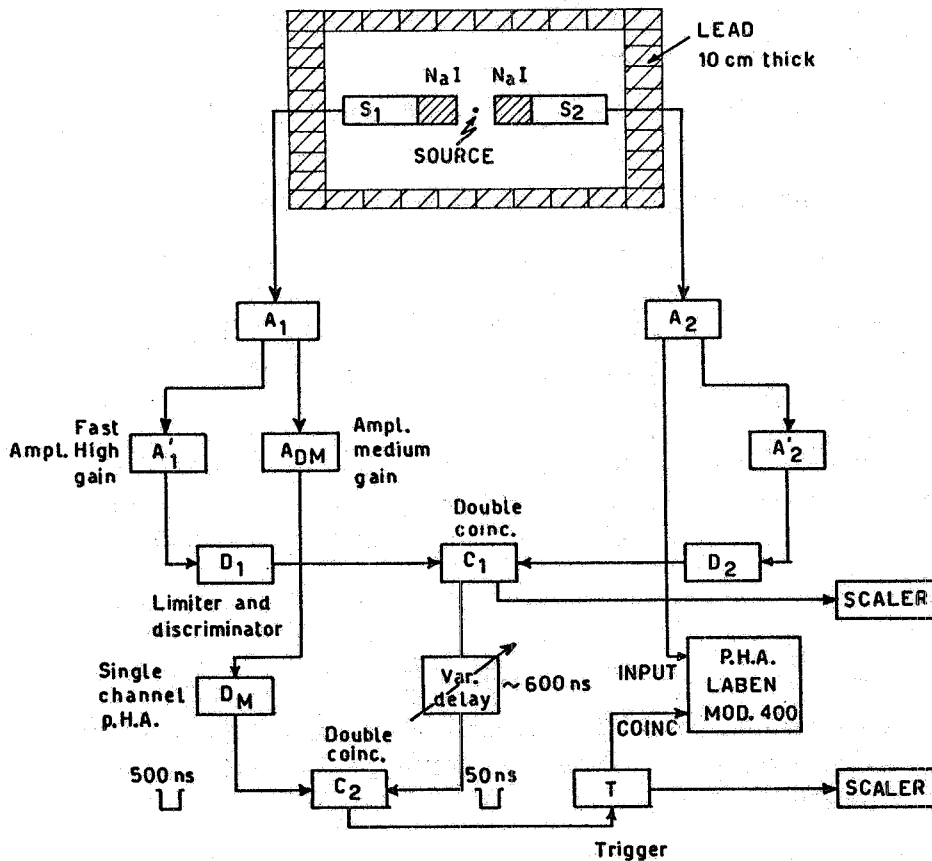 LEAD
10 cm thick
NaI NaI
S1
S2
SOURCE
A1
A2
Fast
Ampl. High
gain
A'1
ADM
Ampl.
medium
gain
A'2
Double
coinc.
D1
C1
D2
Limiter and
discriminator
SCALER
Single
channel
p.H.A.
DM
Var.
delay
~600 ns
INPUT
P.H.A.
LABEN
MOD. 400
COINC
Double
coinc.
500 ns
C2
50 ns
T
SCALER
Trigger